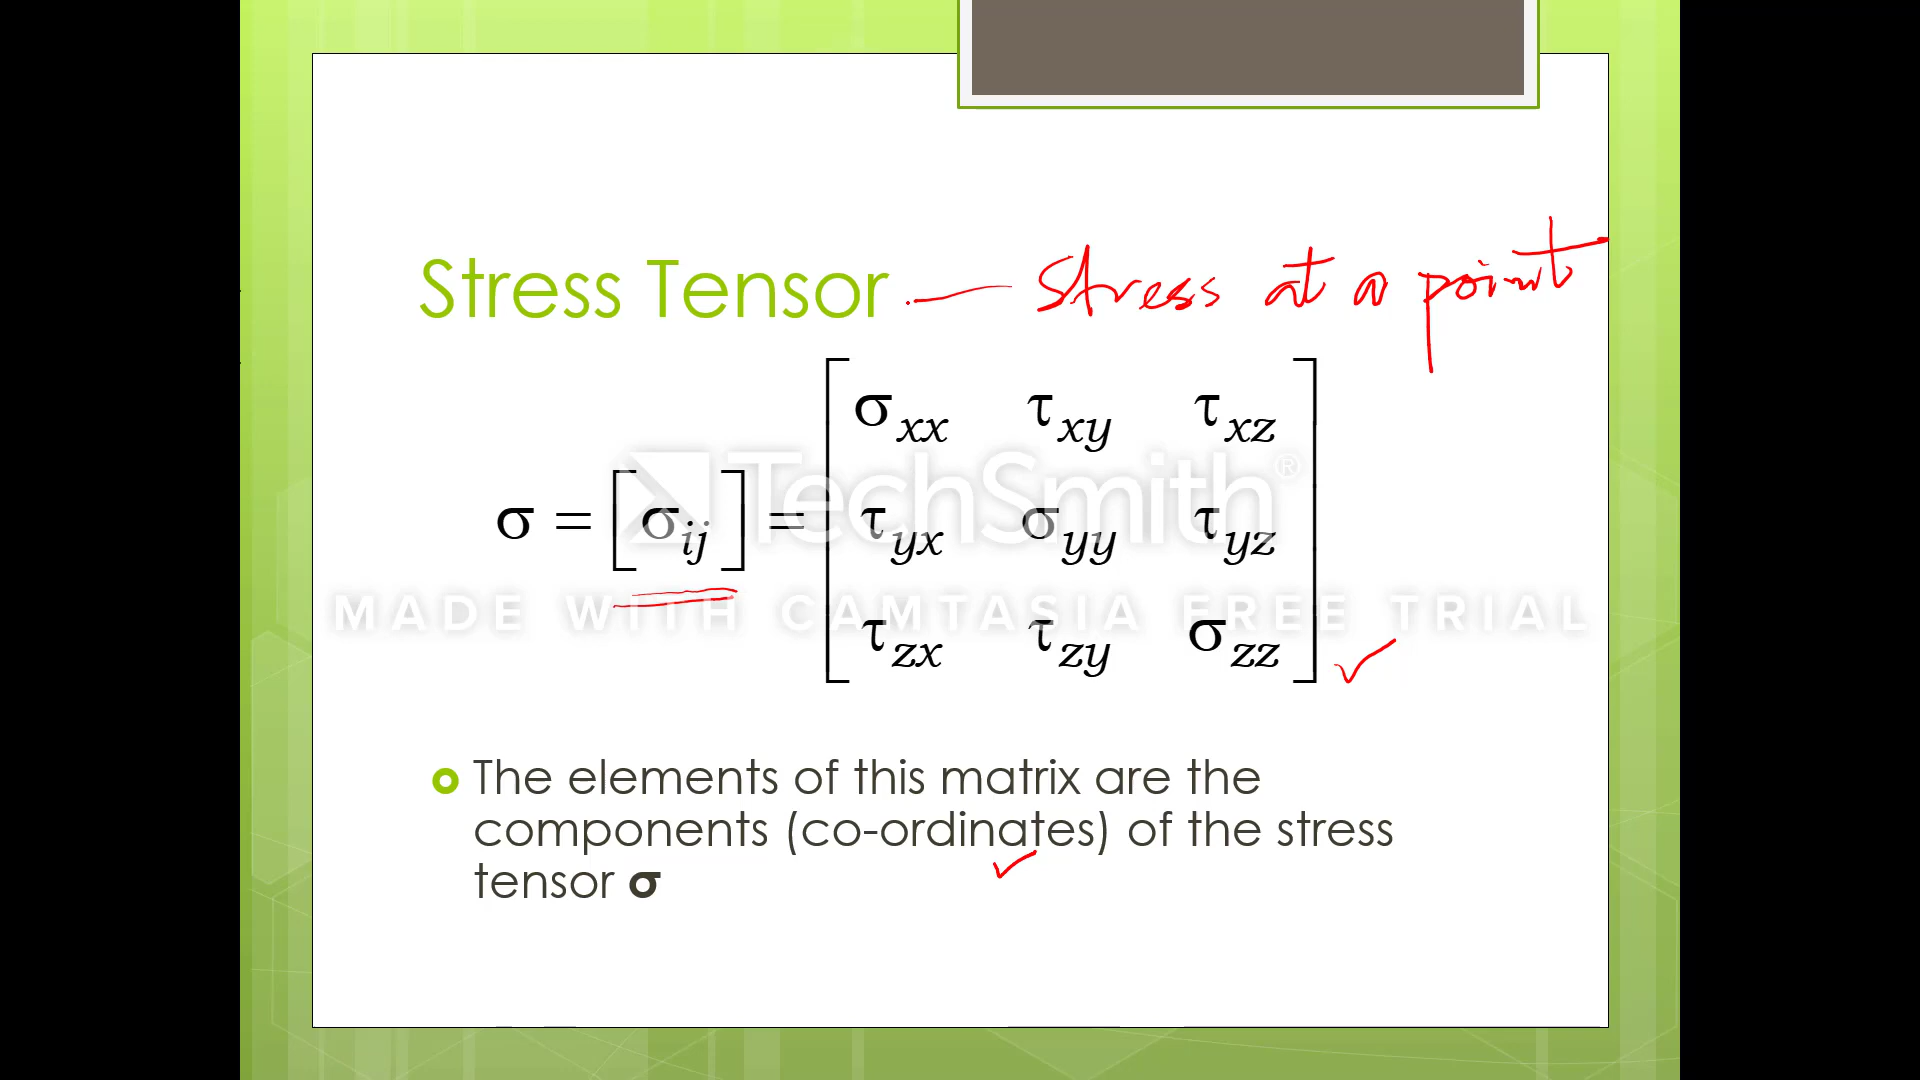 Stress Tensor — Stress at a point
σ = [σij] = [σxx τxy τxz
τyx σyy τyz
τzx τzy σzz]
TechSmith®
MADE WITH CAMTASIA FREE TRIAL
The elements of this matrix are the
components (co-ordinates) of the stress
tensor σ